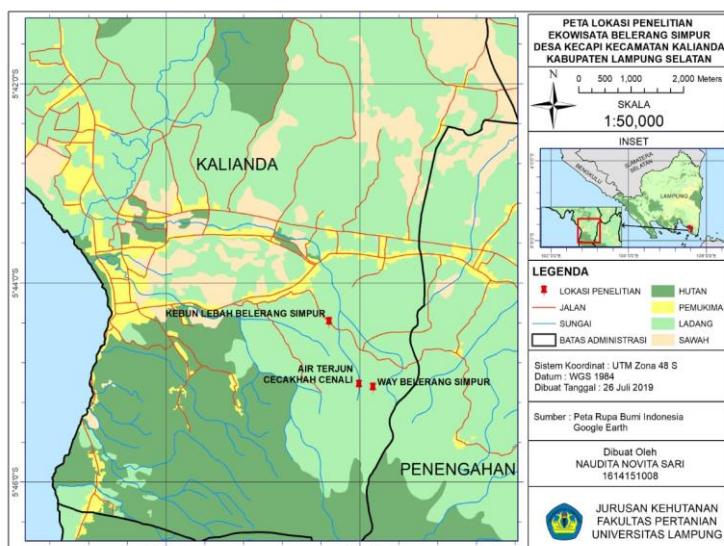 PETA LOKASI PENELITIAN
EKOWISATA BELERANG SIMPUR
DESA KECAPI KECAMATAN KALIANDA
KABUPATEN LAMPUNG SELATAN
N
0 500 1,000 2,000 Meters
SKALA
1:50,000
INSET
BENGKULU
SUMATERA
SELATAN
LAMPUNG
LEGENDA
LOKASI PENELITIAN
JALAN
SUNGAI
BATAS ADMINISTRASI
HUTAN
PEMUKIMA
LADANG
SAWAH
Sistem Koordinat : UTM Zona 48 S
Datum : WGS 1984
Dibuat Tanggal : 26 Juli 2019
Sumber : Peta Rupa Bumi Indonesia
Google Earth
Dibuat Oleh
NAUDITA NOVITA SARI
1614151008
JURUSAN KEHUTANAN
FAKULTAS PERTANIAN
UNIVERSITAS LAMPUNG
5°42'0"S
5°44'0"S
5°46'0"S
KALIANDA
KEBUN LEBAH BELERANG SIMPUR
AIR TERJUN
CECAKHAH CENALI
WAY BELERANG SIMPUR
PENENGAHAN